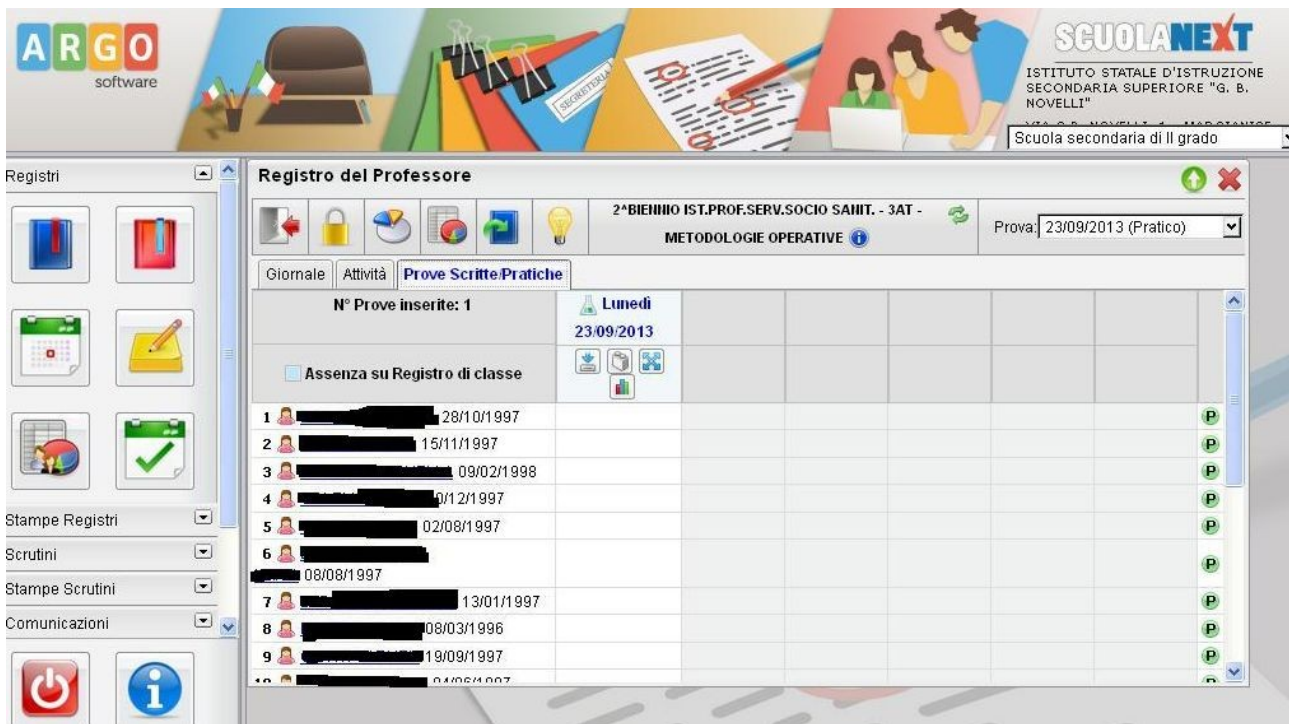 ARGO
software
SEGRETERIA
SCUOLANEXT
ISTITUTO STATALE D'ISTRUZIONE
SECONDARIA SUPERIORE "G. B.
NOVELLI"
Scuola secondaria di II grado
Registri
Stampe Registri
Scrutini
Stampe Scrutini
Comunicazioni
Registro del Professore
2^BIENNIO IST.PROF.SERV.SOCIO SANIT. - 3AT -
METODOLOGIE OPERATIVE
Prova: 23/09/2013 (Pratico)
Giornale Attività Prove Scritte/Pratiche
N° Prove inserite: 1 Lunedì
23/09/2013
Assenza su Registro di classe
1 28/10/1997 P
2 15/11/1997 P
3 09/02/1998 P
4 0/12/1997 P
5 02/08/1997 P
6
08/08/1997 P
7 13/01/1997 P
8 08/03/1996 P
9 19/09/1997 P